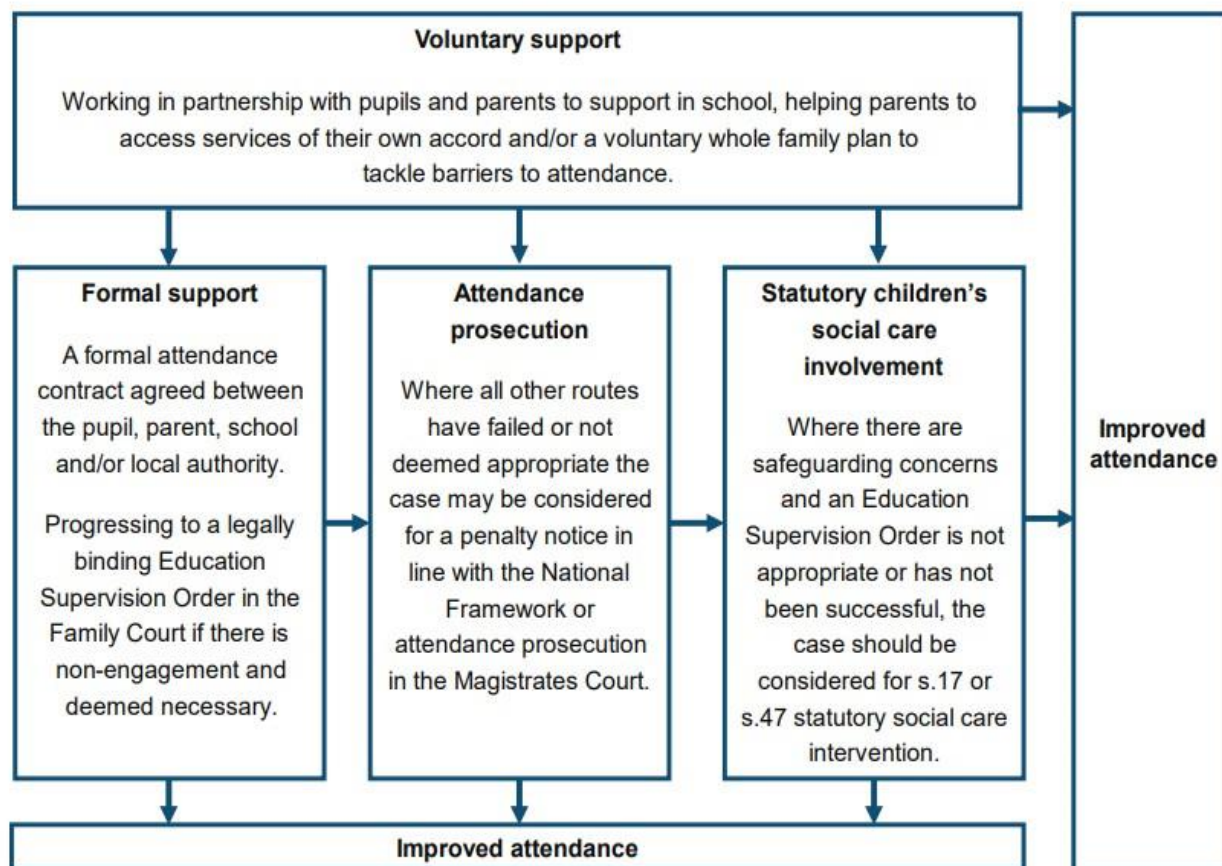 Voluntary support
Working in partnership with pupils and parents to support in school, helping parents to
access services of their own accord and/or a voluntary whole family plan to
tackle barriers to attendance.
Formal support
A formal attendance
contract agreed between
the pupil, parent, school
and/or local authority.
Progressing to a legally
binding Education
Supervision Order in the
Family Court if there is
non-engagement and
deemed necessary.
Attendance
prosecution
Where all other routes
have failed or not
deemed appropriate the
case may be considered
for a penalty notice in
line with the National
Framework or
attendance prosecution
in the Magistrates Court.
Statutory children's
social care
involvement
Where there are
safeguarding concerns
and an Education
Supervision Order is not
appropriate or has not
been successful, the
case should be
considered for s.17 or
s.47 statutory social care
intervention.
Improved
attendance
Improved attendance